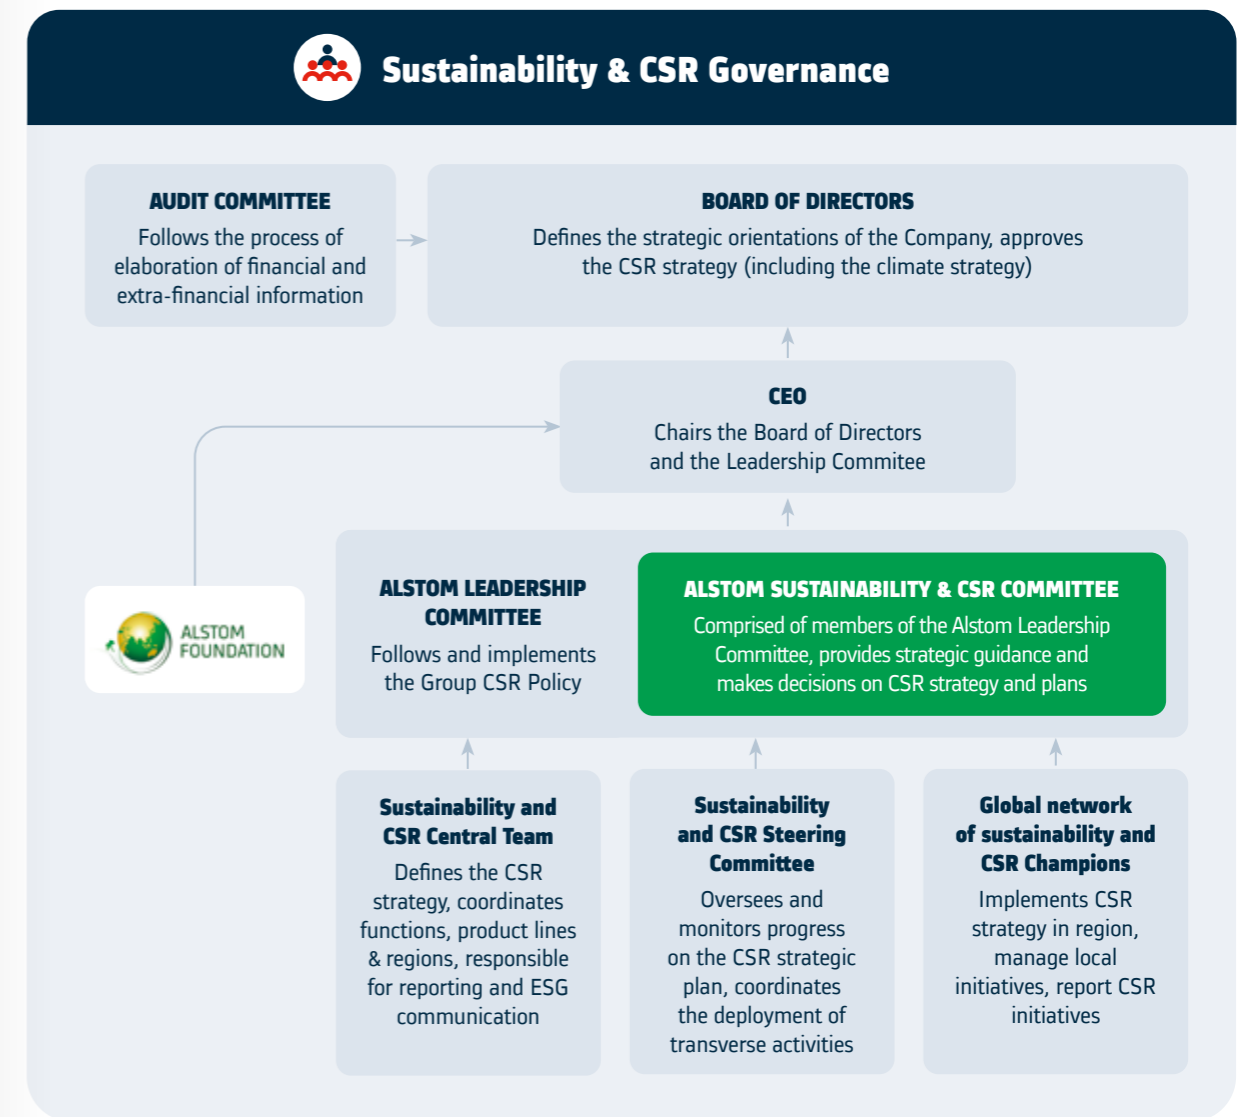 Sustainability & CSR Governance
AUDIT COMMITTEE
Follows the process of
elaboration of financial and
extra-financial information
BOARD OF DIRECTORS
Defines the strategic orientations of the Company, approves
the CSR strategy (including the climate strategy)
CEO
Chairs the Board of Directors
and the Leadership Commitee
ALSTOM
FOUNDATION
ALSTOM LEADERSHIP
COMMITTEE
Follows and implements
the Group CSR Policy
ALSTOM SUSTAINABILITY & CSR COMMITTEE
Comprised of members of the Alstom Leadership
Committee, provides strategic guidance and
makes decisions on CSR strategy and plans
Sustainability and
CSR Central Team
Defines the CSR
strategy, coordinates
functions, product lines
& regions, responsible
for reporting and ESG
communication
Sustainability
and CSR Steering
Committee
Oversees and
monitors progress
on the CSR strategic
plan, coordinates
the deployment of
transverse activities
Global network
of sustainability and
CSR Champions
Implements CSR
strategy in region,
manage local
initiatives, report CSR
initiatives